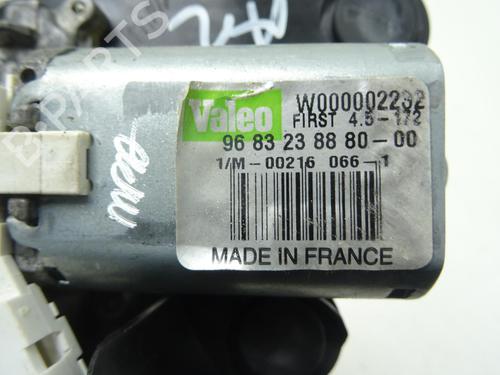 Valeo
W000002232
FIRST 4.5-172
96 83 23 88 80-00
1/M-00216 066-1
MADE IN FRANCE
B-PARTS